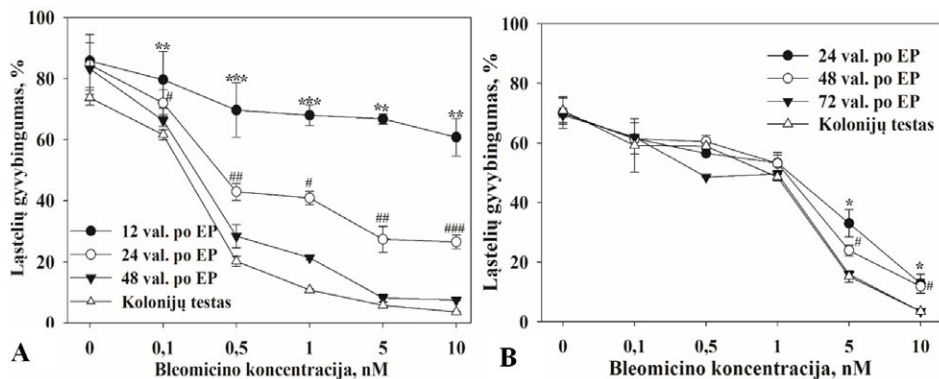 100
80
60
40
20
0
Ląstelių gyvybingumas, %
**
***
***
**
**
#
##
#
##
###
12 val. po EP
24 val. po EP
48 val. po EP
Kolonijų testas
0 0,1 0,5 1 5 10
Bleomicino koncentracija, nM
A
100
80
60
40
20
0
Ląstelių gyvybingumas, %
24 val. po EP
48 val. po EP
72 val. po EP
Kolonijų testas
*
#
*
#
0 0,1 0,5 1 5 10
Bleomicino koncentracija, nM
B